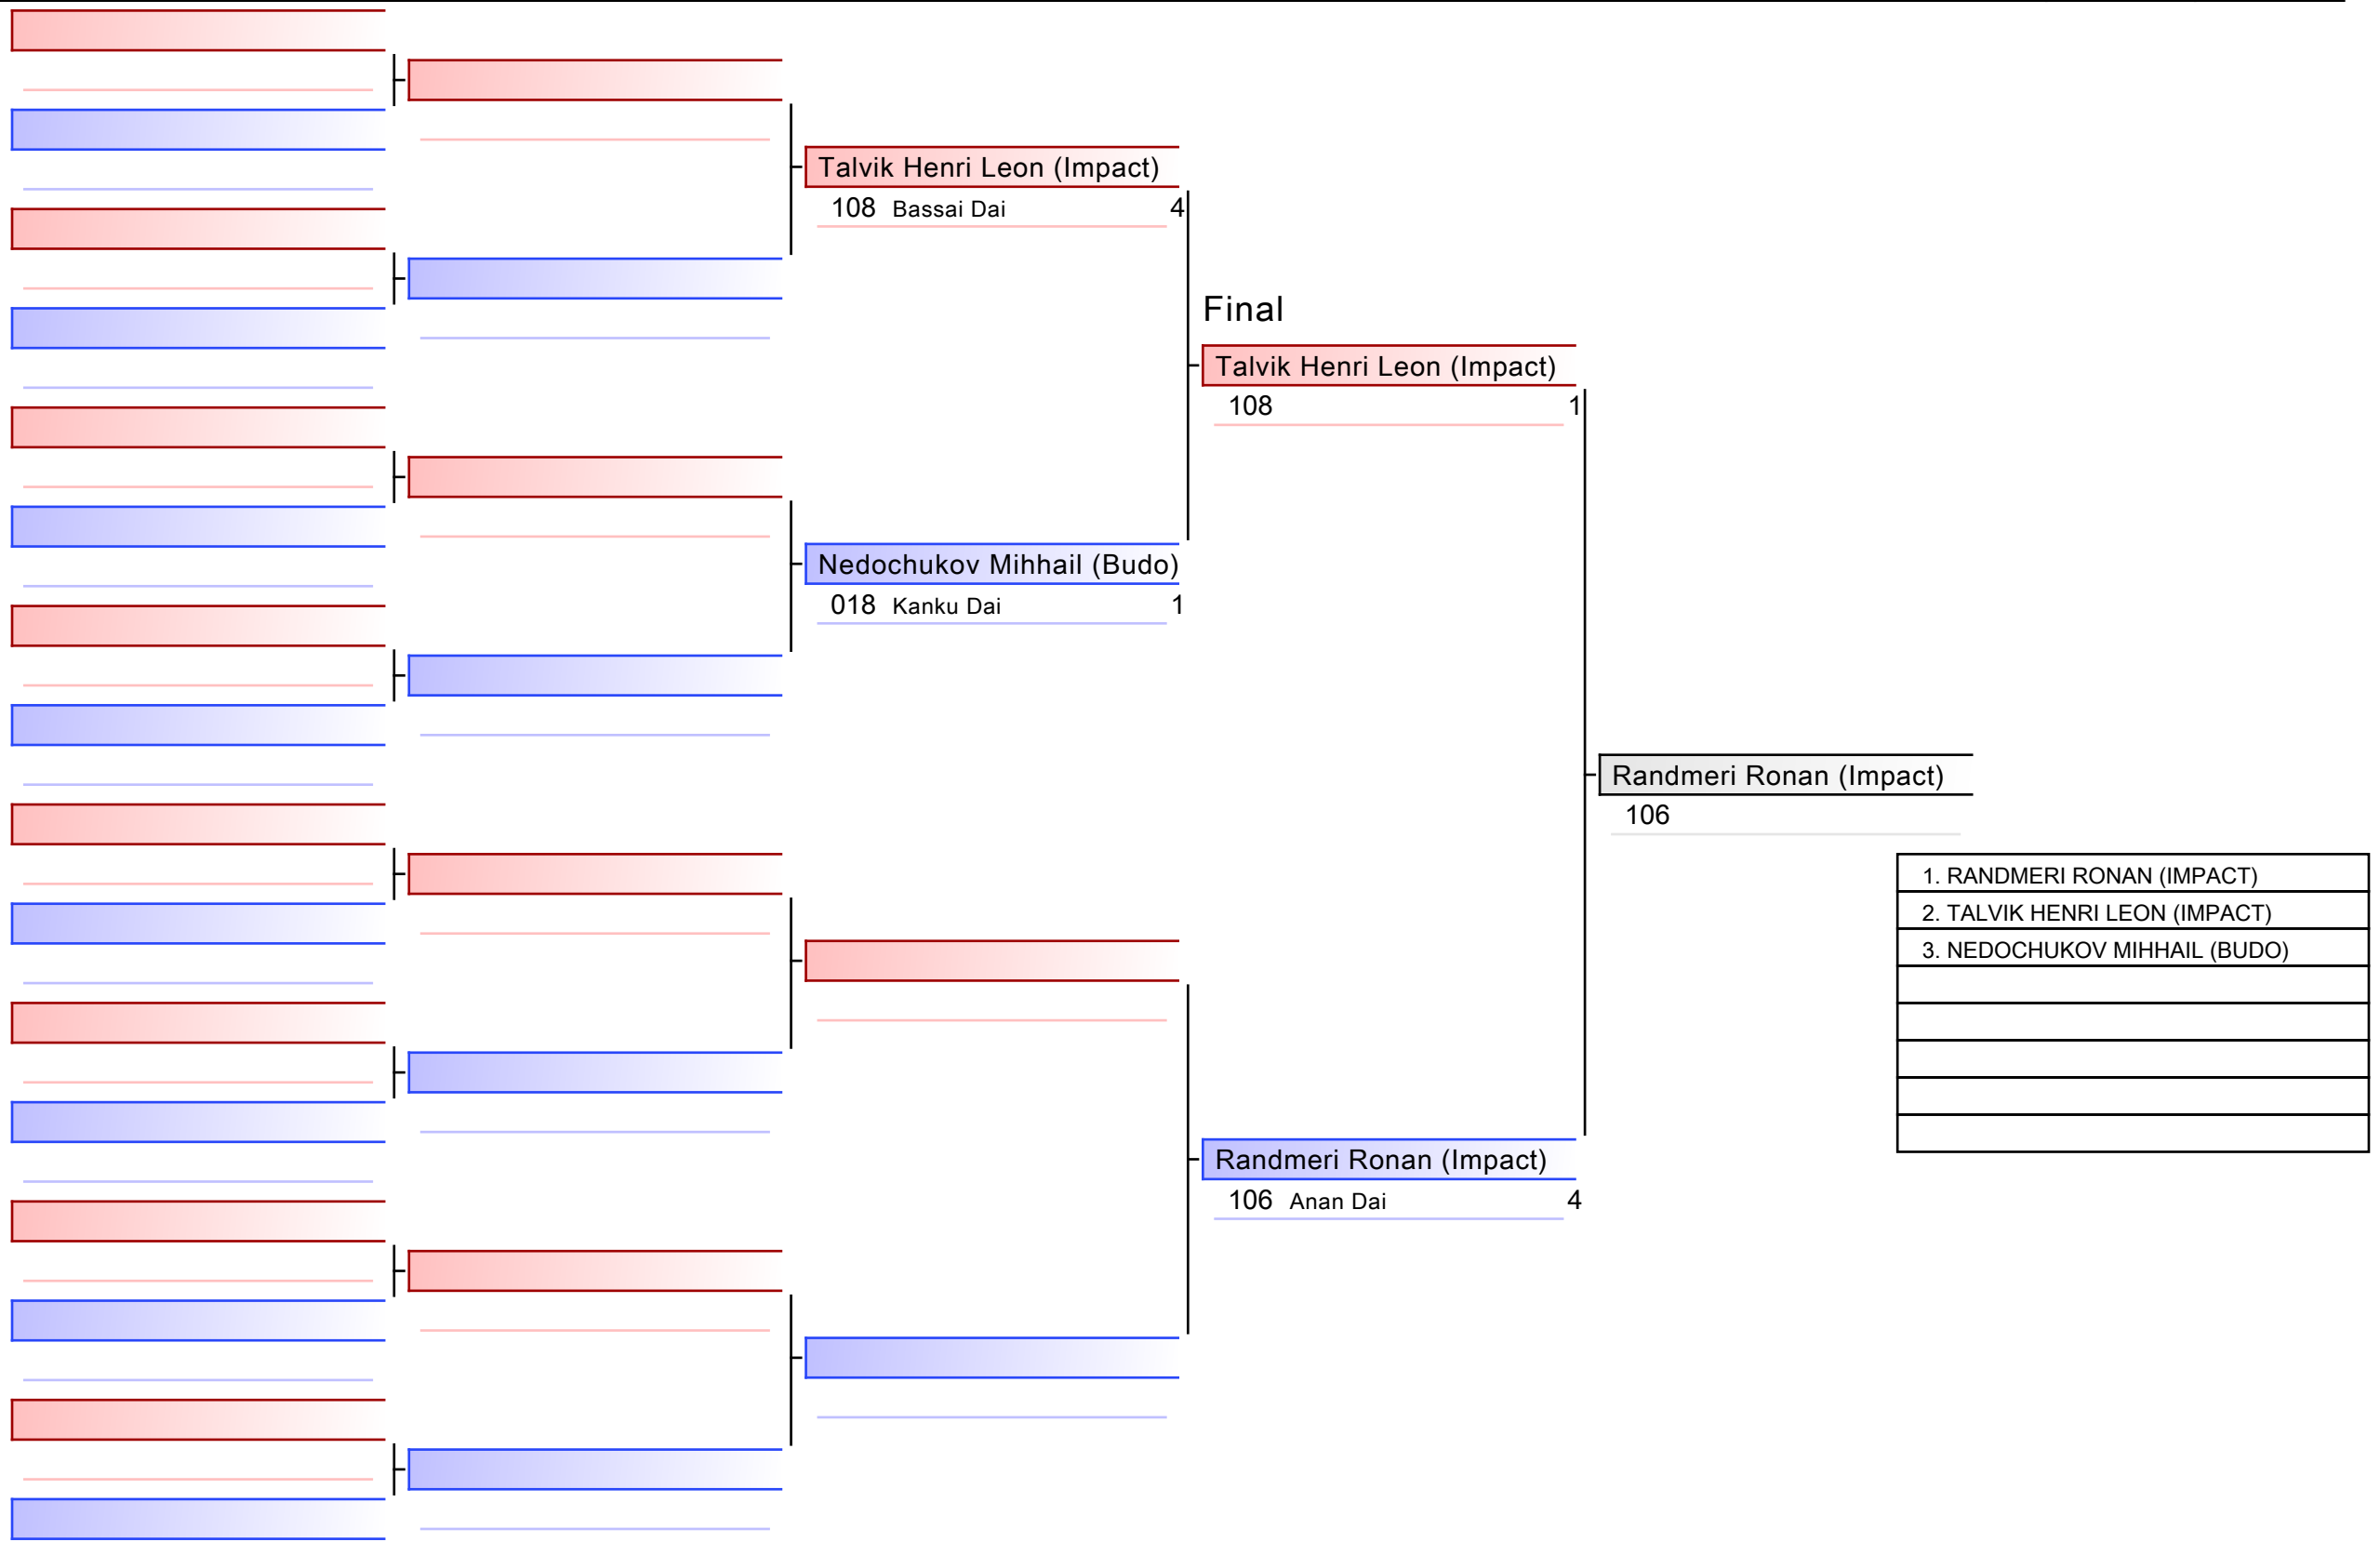 Talvik Henri Leon (Impact)
108 Bassai Dai 4
Final
Talvik Henri Leon (Impact)
108 1
Nedochukov Mihhail (Budo)
018 Kanku Dai 1
Randmeri Ronan (Impact)
106
1. RANDMERI RONAN (IMPACT)
2. TALVIK HENRI LEON (IMPACT)
3. NEDOCHUKOV MIHHAIL (BUDO)
Randmeri Ronan (Impact)
106 Anan Dai 4